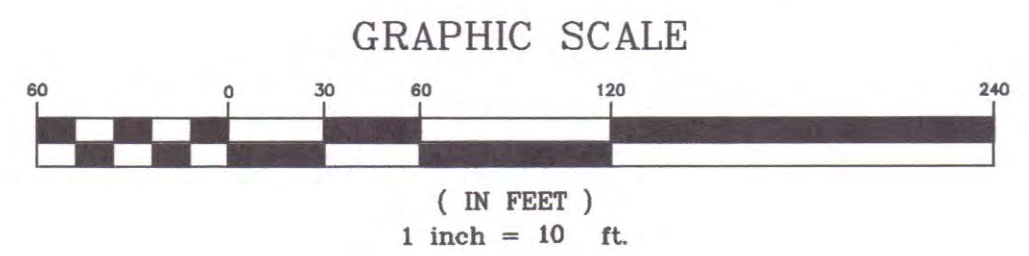 GRAPHIC SCALE
60 0 30 60 120 240
( IN FEET )
1 inch = 10 ft.